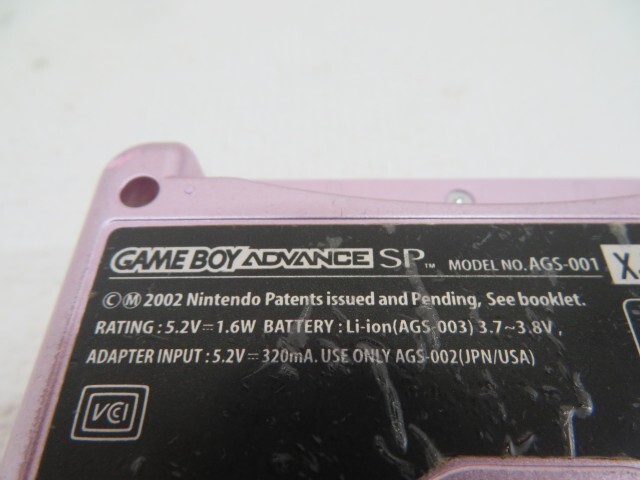 GAME BOY ADVANCE SP™ MODEL NO. AGS-001 X
©Ⓜ 2002 Nintendo Patents issued and Pending, See booklet.
RATING : 5.2V⎓1.6W BATTERY : Li-ion(AGS-003) 3.7~3.8V ,
ADAPTER INPUT : 5.2V⎓320mA. USE ONLY AGS-002(JPN/USA)
VCI